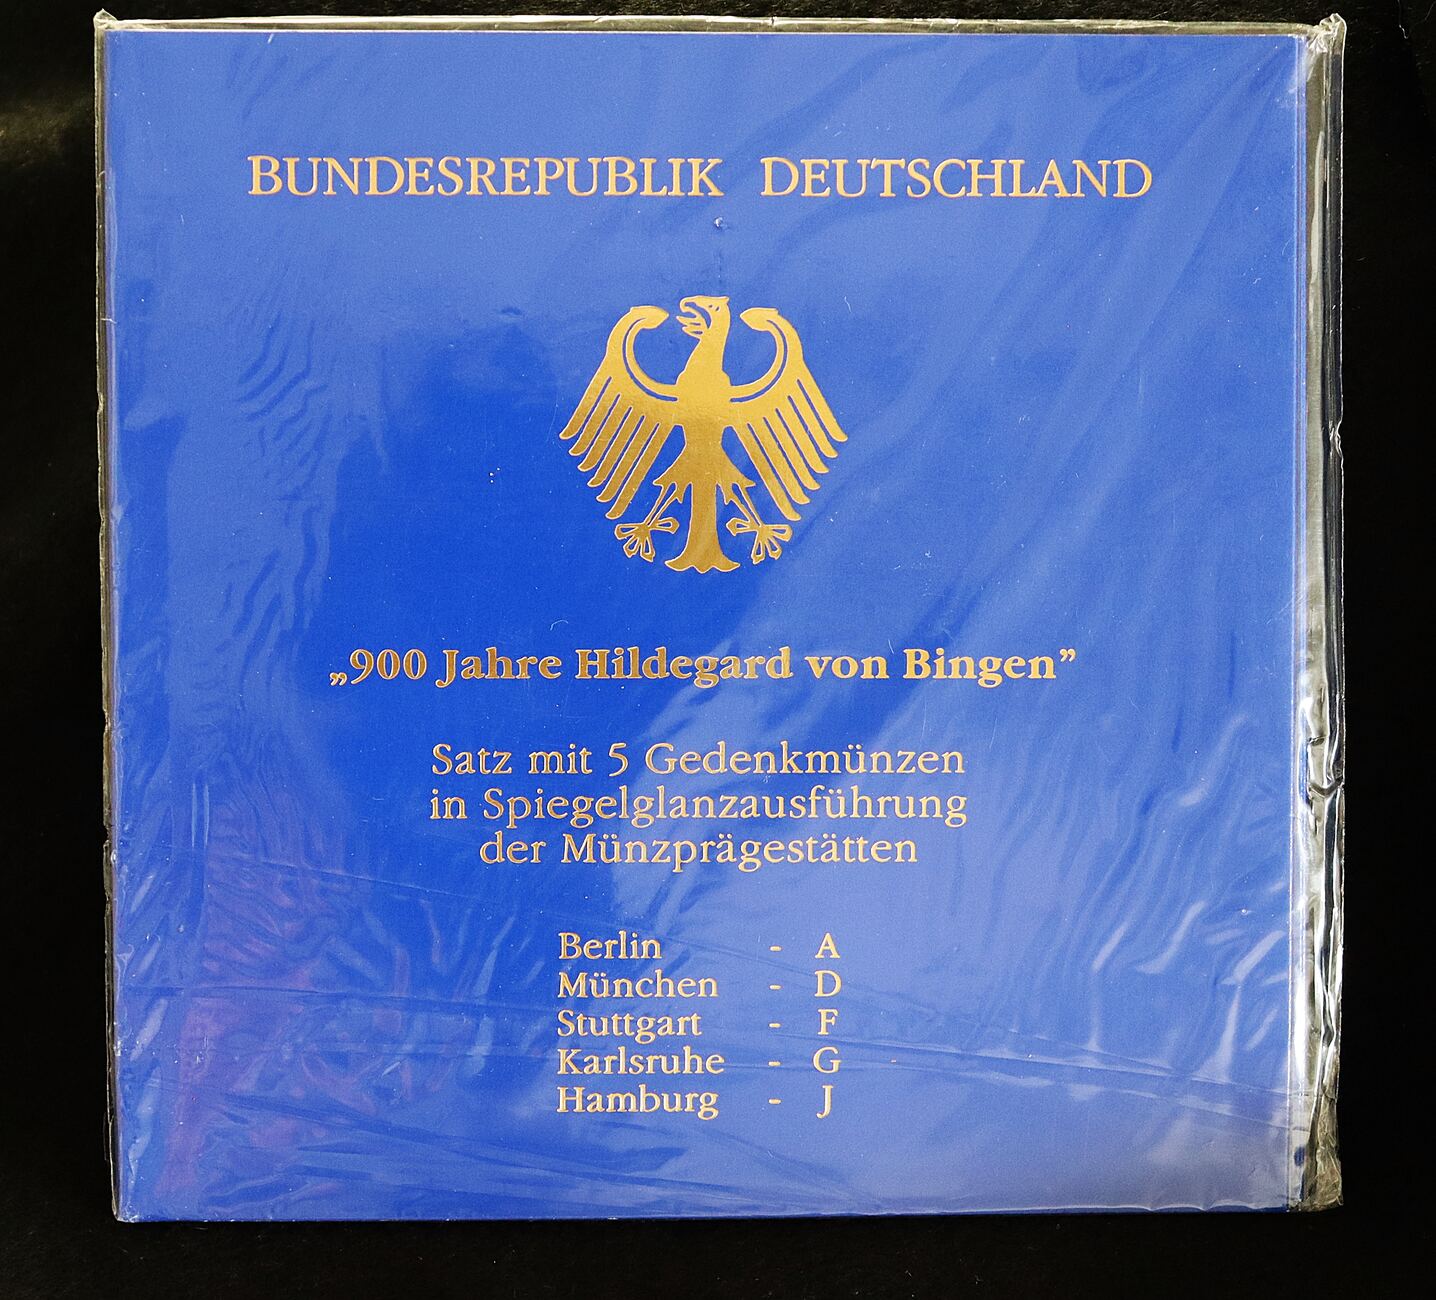 BUNDESREPUBLIK DEUTSCHLAND
„900 Jahre Hildegard von Bingen”
Satz mit 5 Gedenkmünzen
in Spiegelglanzausführung
der Münzprägestätten
Berlin - A
München - D
Stuttgart - F
Karlsruhe - G
Hamburg - J